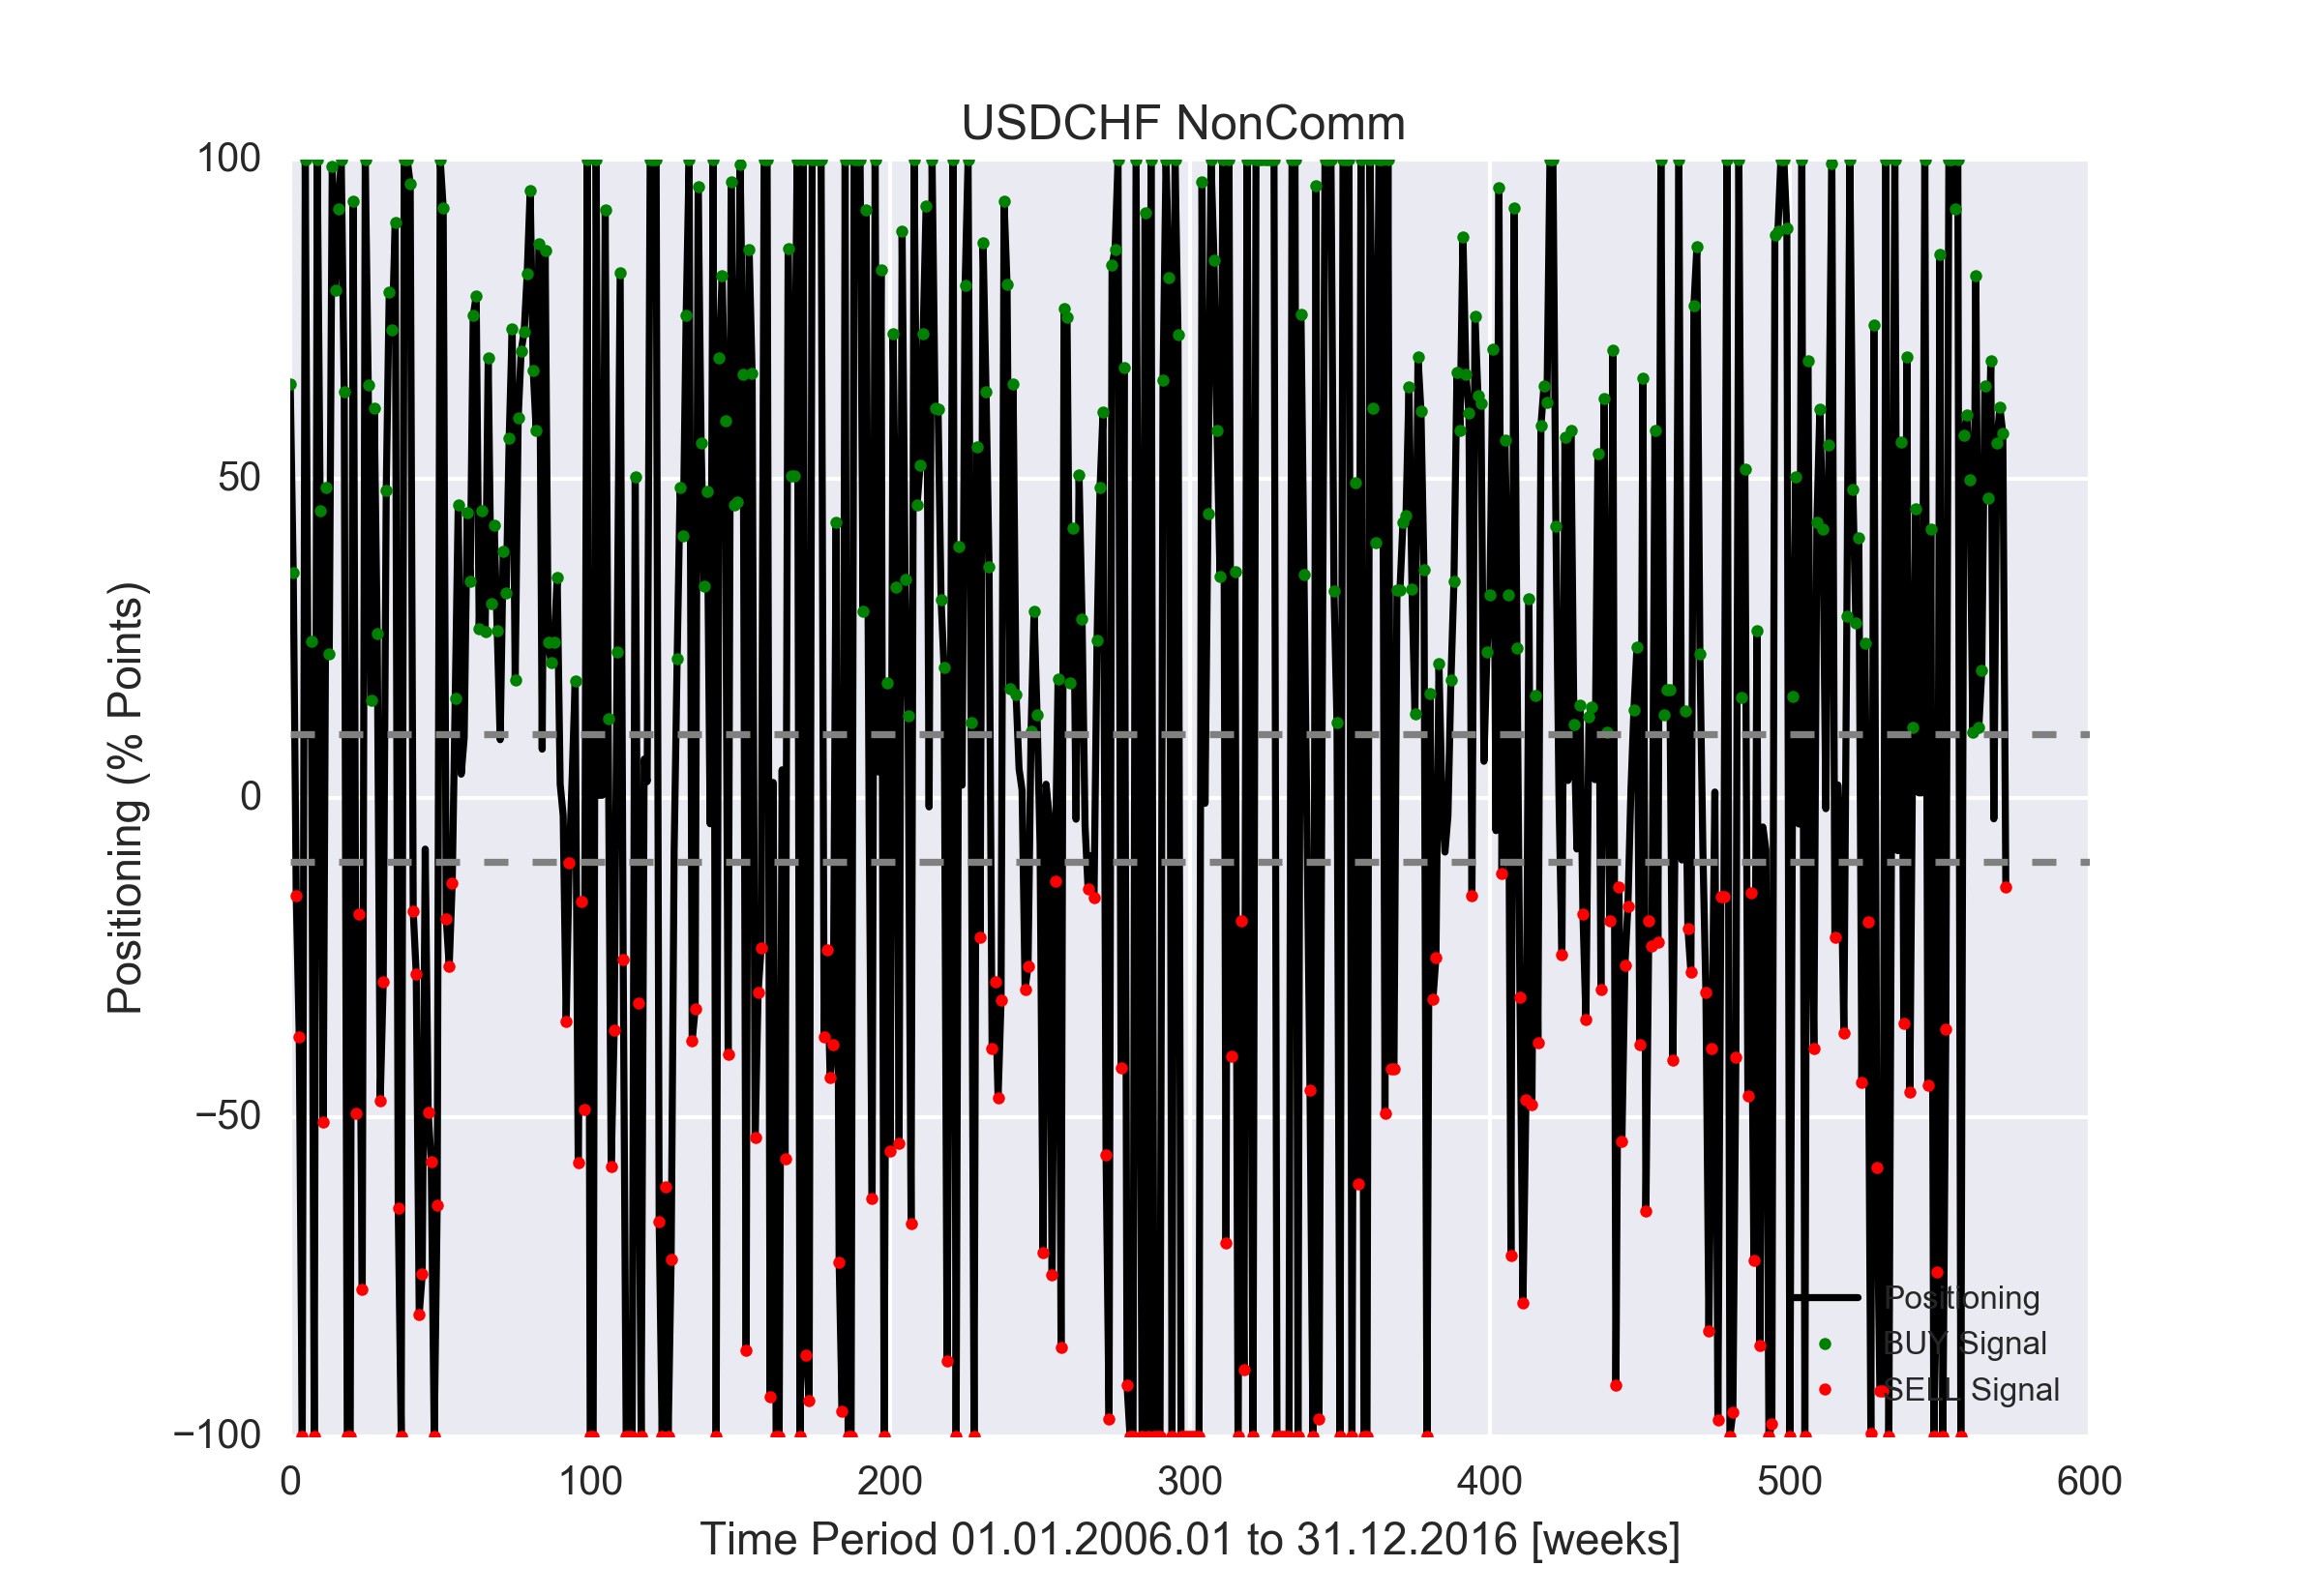 USDCHF NonComm
100
50
0
−50
−100
Positioning (% Points)
0 100 200 300 400 500 600
Time Period 01.01.2006.01 to 31.12.2016 [weeks]
Positioning
BUY Signal
SELL Signal